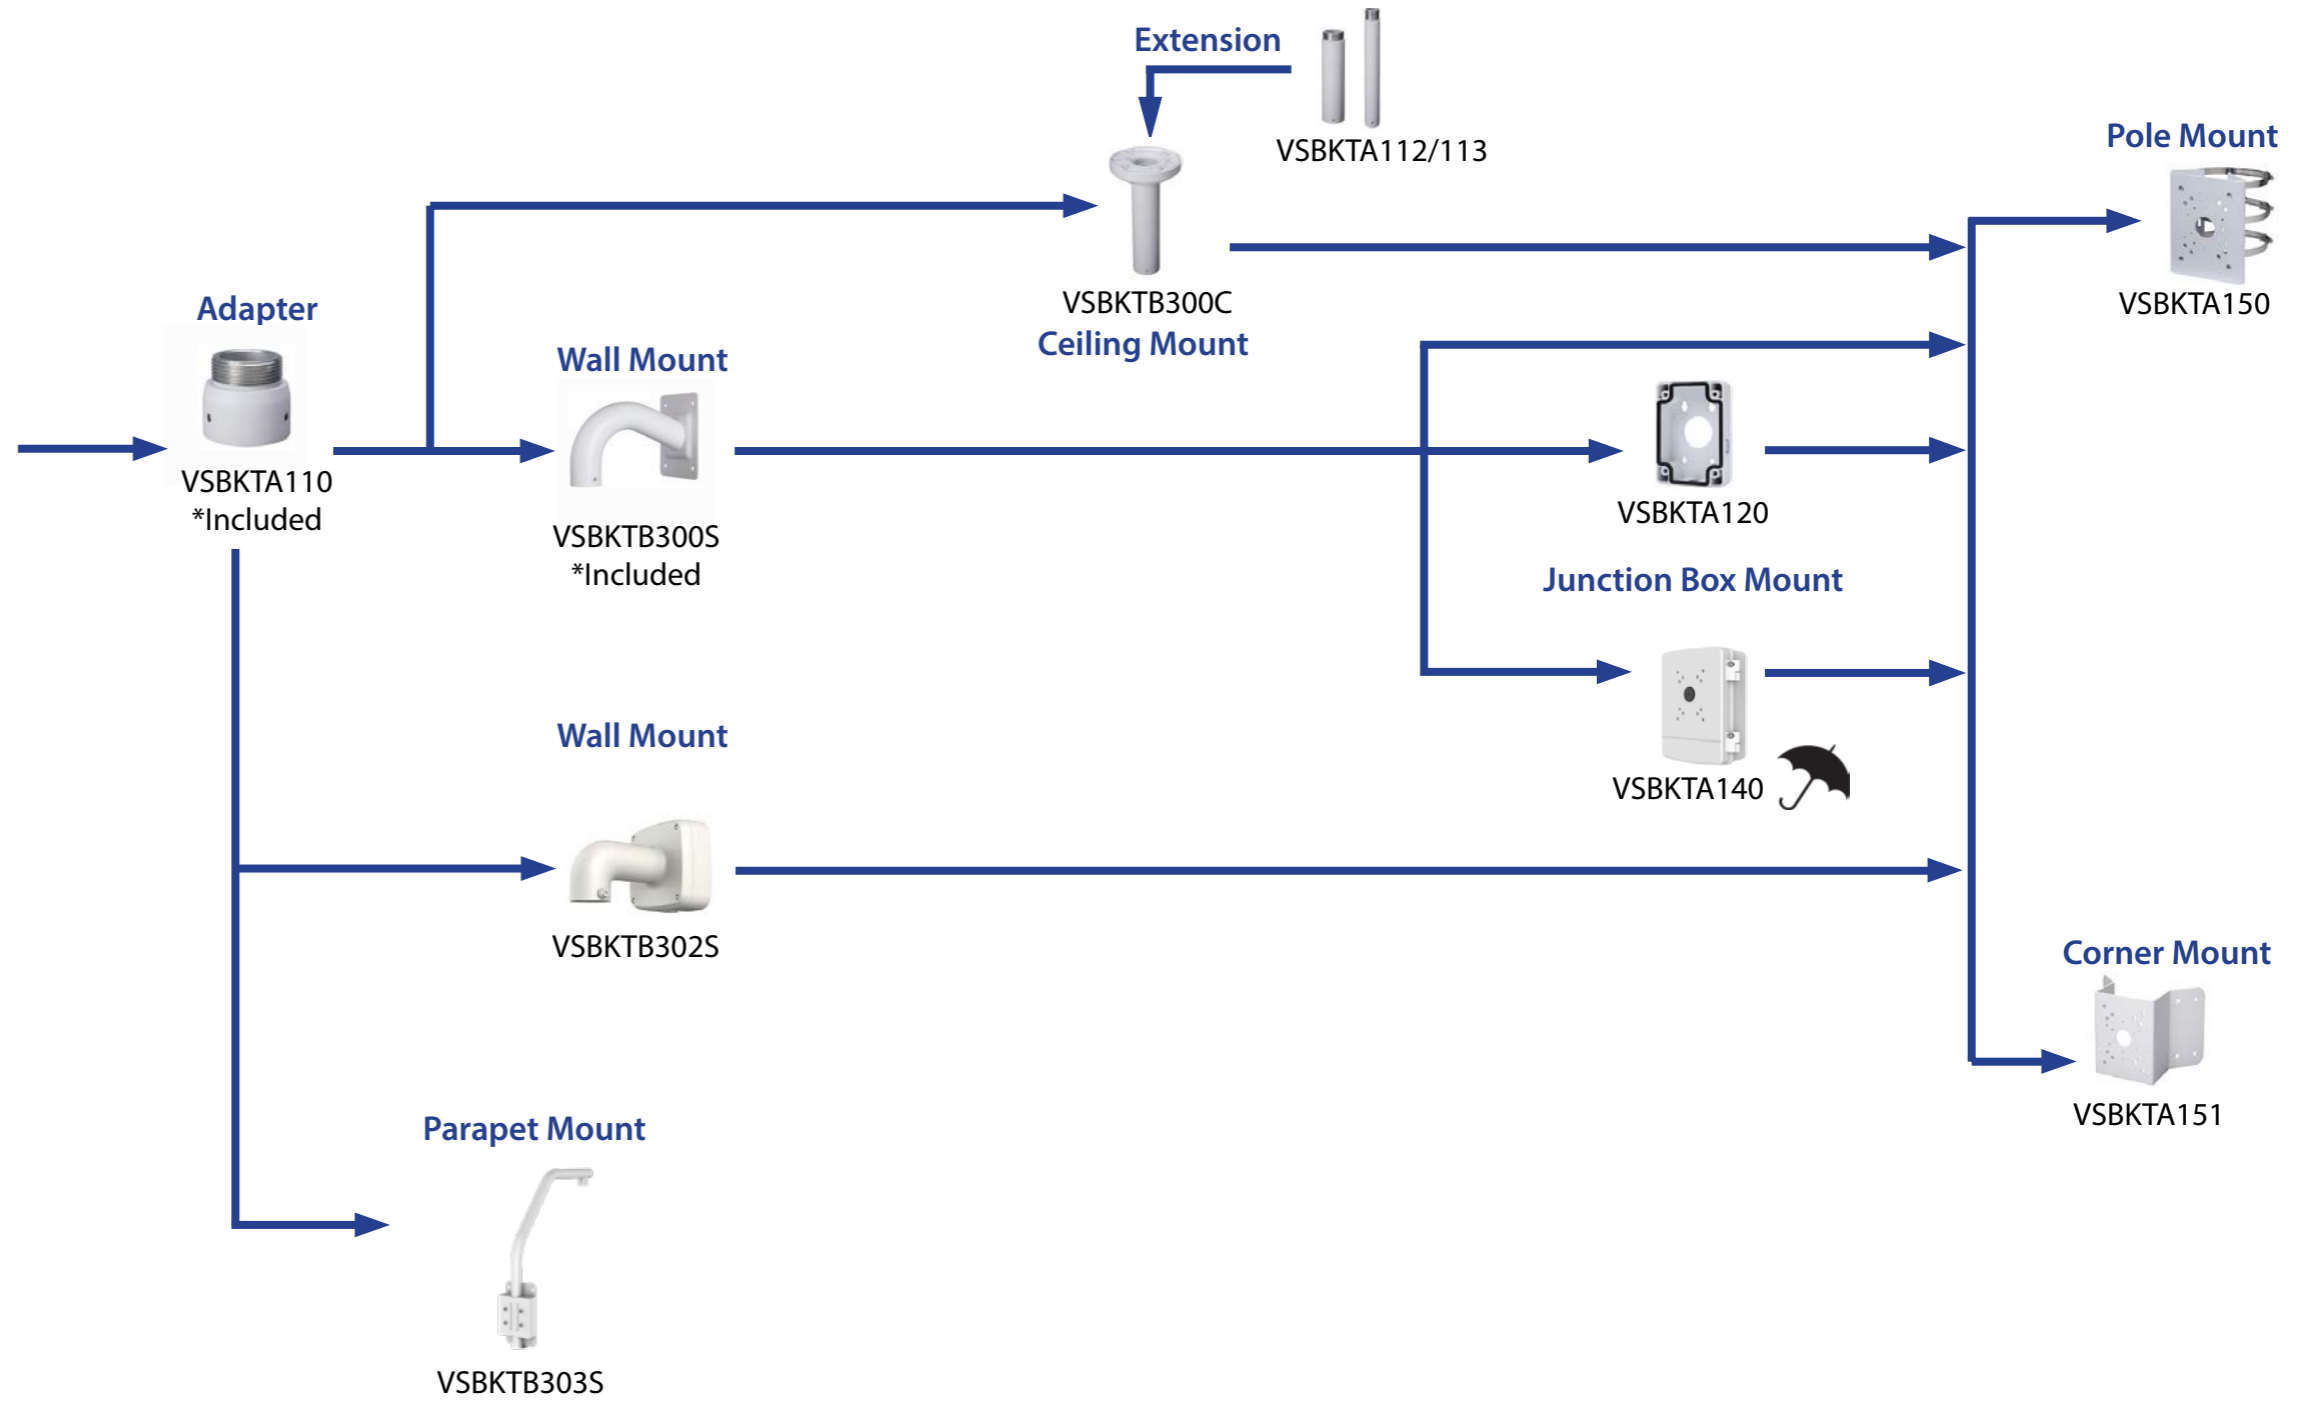 Extension
VSBKTA112/113
Pole Mount
VSBKTA150
VSBKTB300C
Ceiling Mount
Adapter
VSBKTA110
*Included
Wall Mount
VSBKTB300S
*Included
VSBKTA120
Junction Box Mount
VSBKTA140
Wall Mount
VSBKTB302S
Corner Mount
VSBKTA151
Parapet Mount
VSBKTB303S